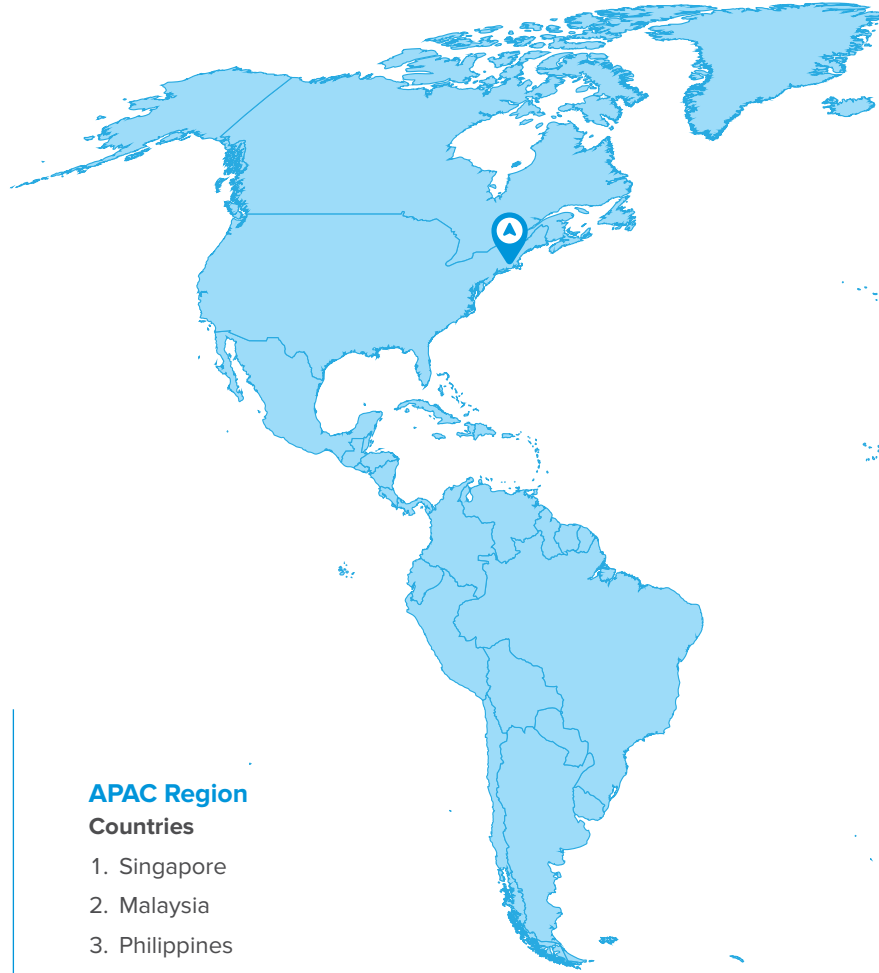 APAC Region
Countries
1. Singapore
2. Malaysia
3. Philippines